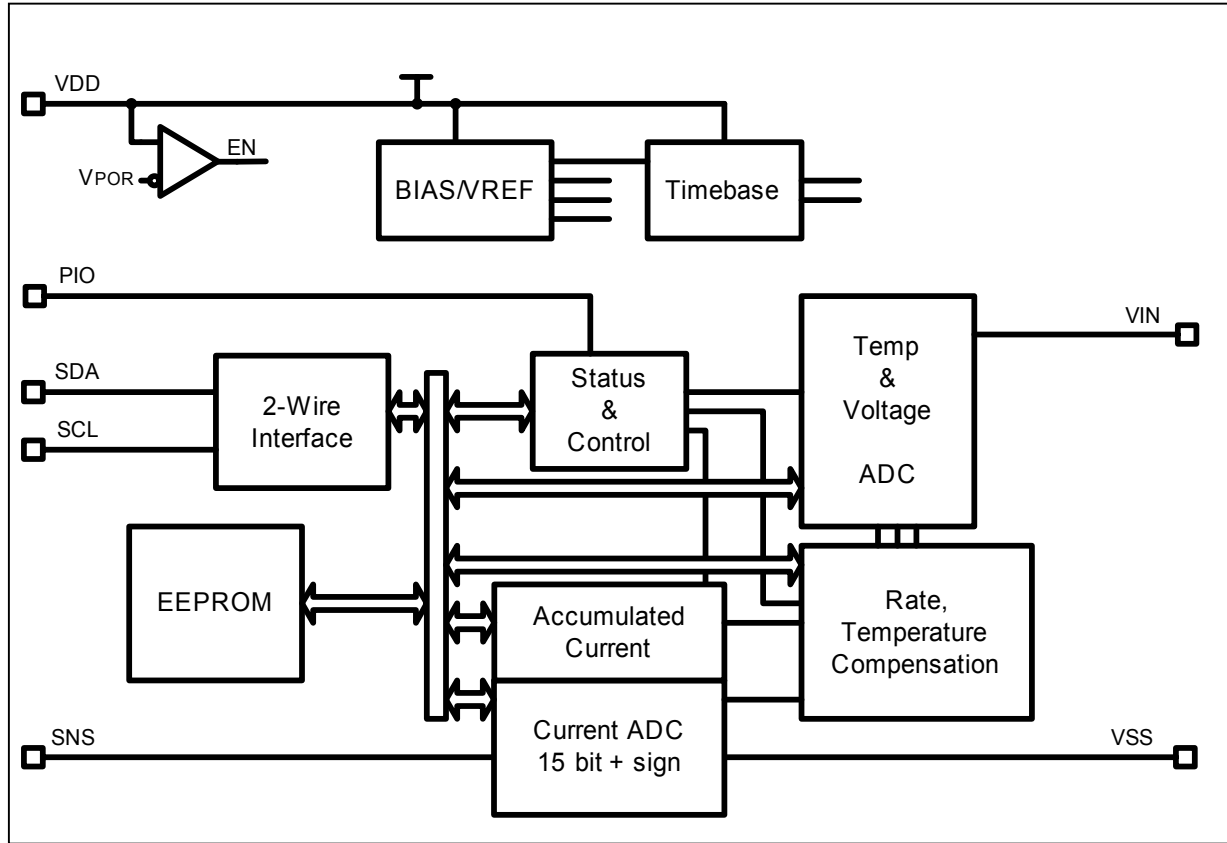 VDD
EN
VPOR
BIAS/VREF
Timebase
PIO
VIN
SDA
SCL
2-Wire
Interface
Status
&
Control
Temp
&
Voltage
ADC
EEPROM
Accumulated
Current
Rate,
Temperature
Compensation
SNS
Current ADC
15 bit + sign
VSS